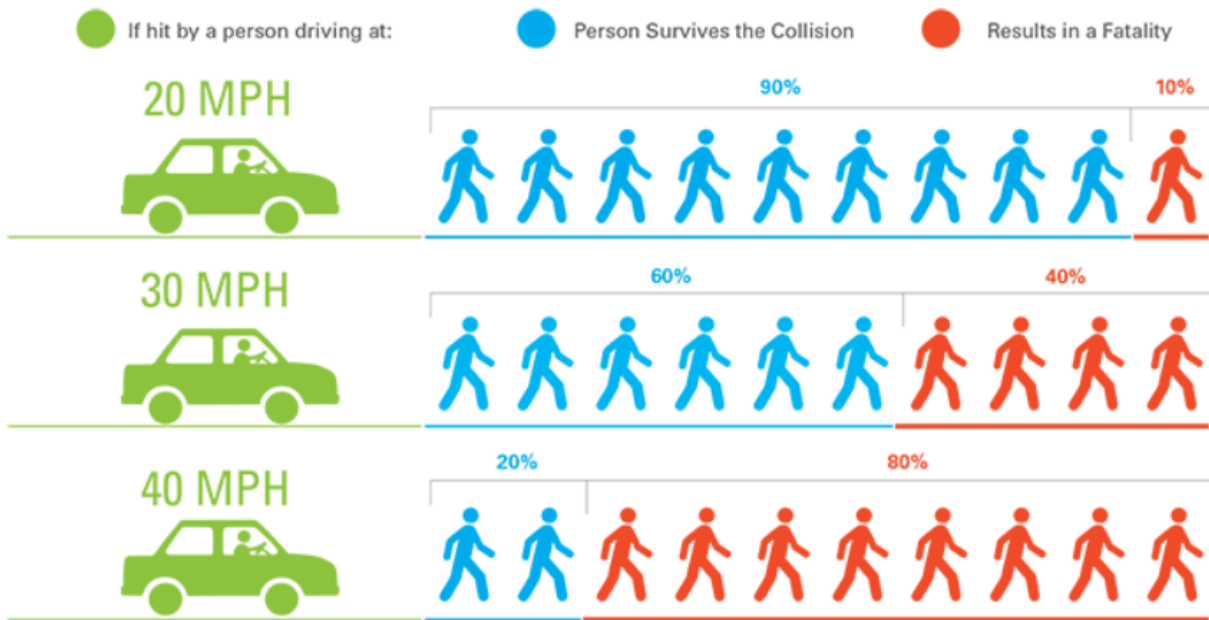 If hit by a person driving at:
Person Survives the Collision
Results in a Fatality
20 MPH
90%
10%
30 MPH
60%
40%
40 MPH
20%
80%